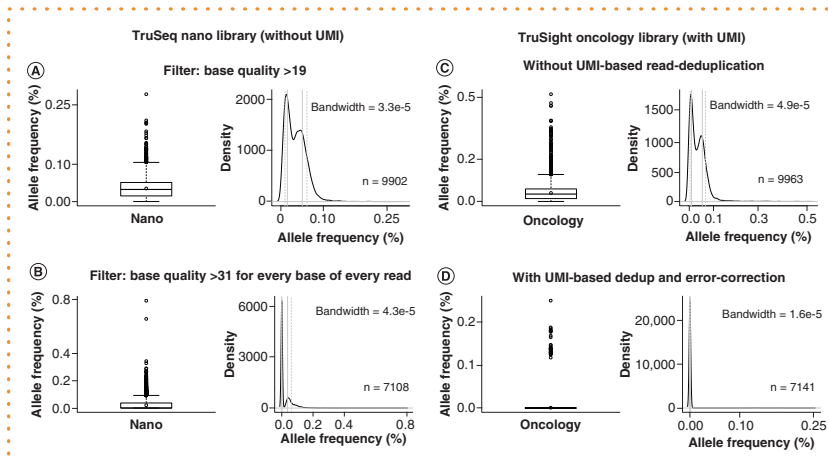 TruSeq nano library (without UMI)
TruSight oncology library (with UMI)
A
Filter: base quality >19
Allele frequency (%)
0.25
0.10
0.00
Nano
Density
2000
1000
0
Bandwidth = 3.3e-5
n = 9902
0 0.10 0.25
Allele frequency (%)
C
Without UMI-based read-deduplication
Allele frequency (%)
0.5
0.2
0.0
Oncology
Density
1500
1000
500
0
Bandwidth = 4.9e-5
n = 9963
0.0 0.1 0.3 0.5
Allele frequency (%)
B
Filter: base quality >31 for every base of every read
Allele frequency (%)
0.8
0.4
0.2
0.0
Nano
Density
6000
3000
0
Bandwidth = 4.3e-5
n = 7108
0.0 0.2 0.4 0.8
Allele frequency (%)
D
With UMI-based dedup and error-correction
Allele frequency (%)
0.2
0.1
0.0
Oncology
Density
25,000
10,000
0
Bandwidth = 1.6e-5
n = 7141
0.00 0.10 0.25
Allele frequency (%)